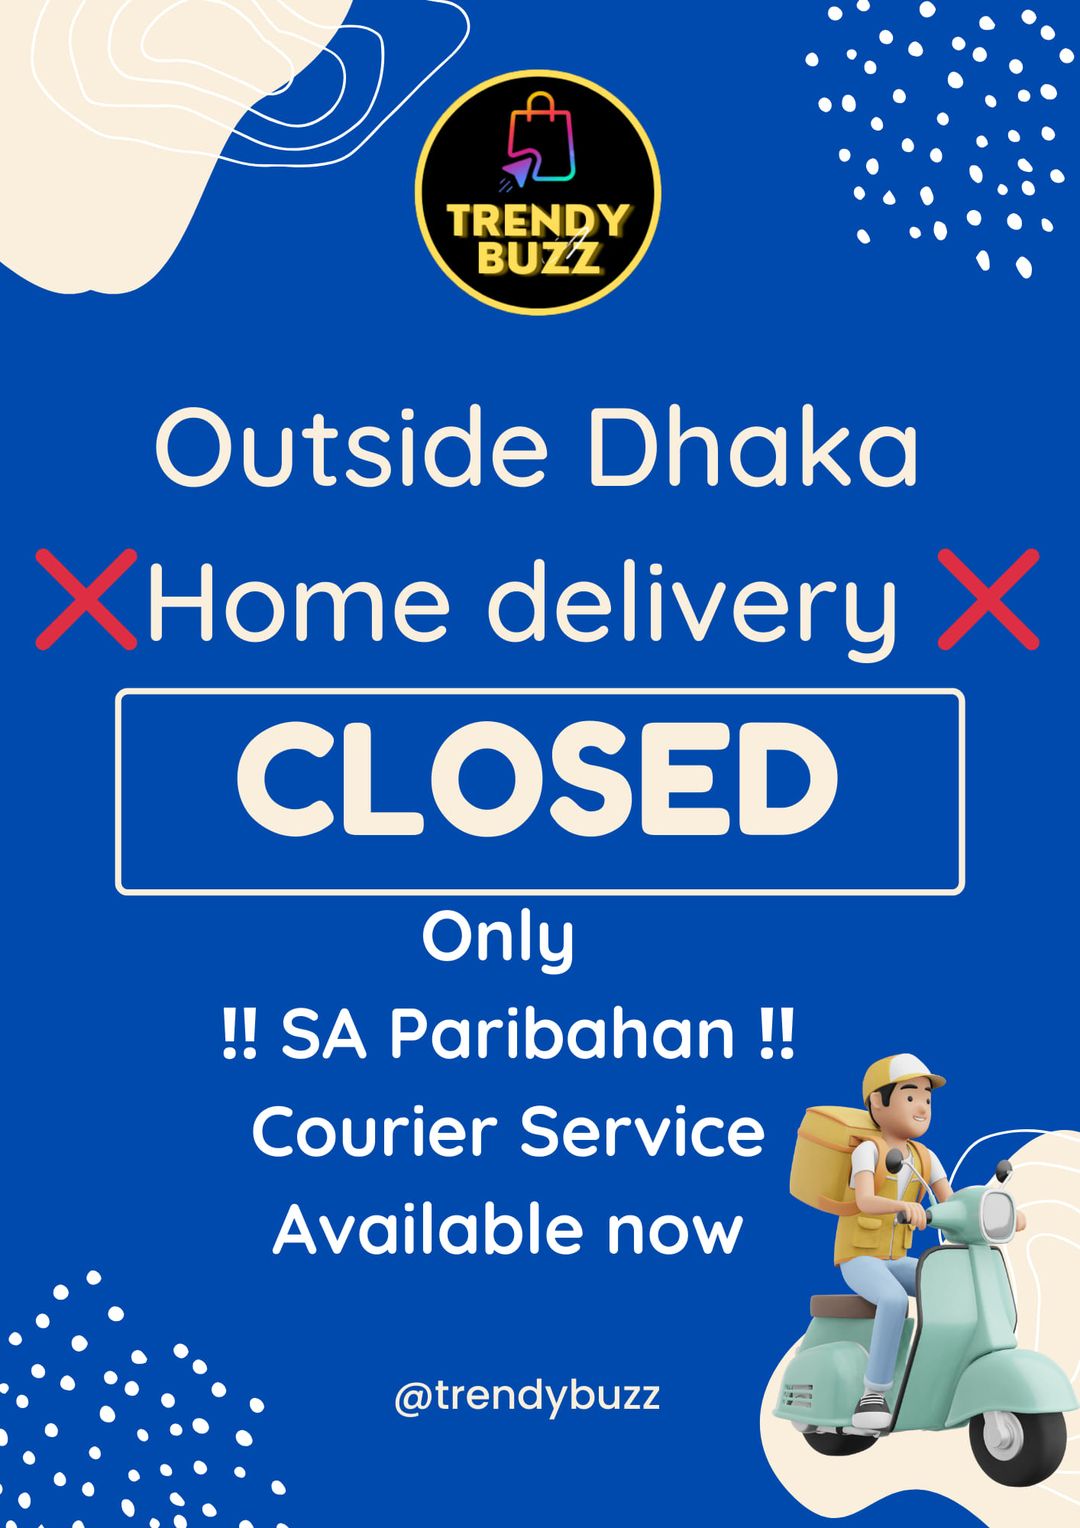 TRENDY
BUZZ
Outside Dhaka
❌Home delivery ❌
CLOSED
Only
‼ SA Paribahan ‼
Courier Service
Available now
@trendybuzz